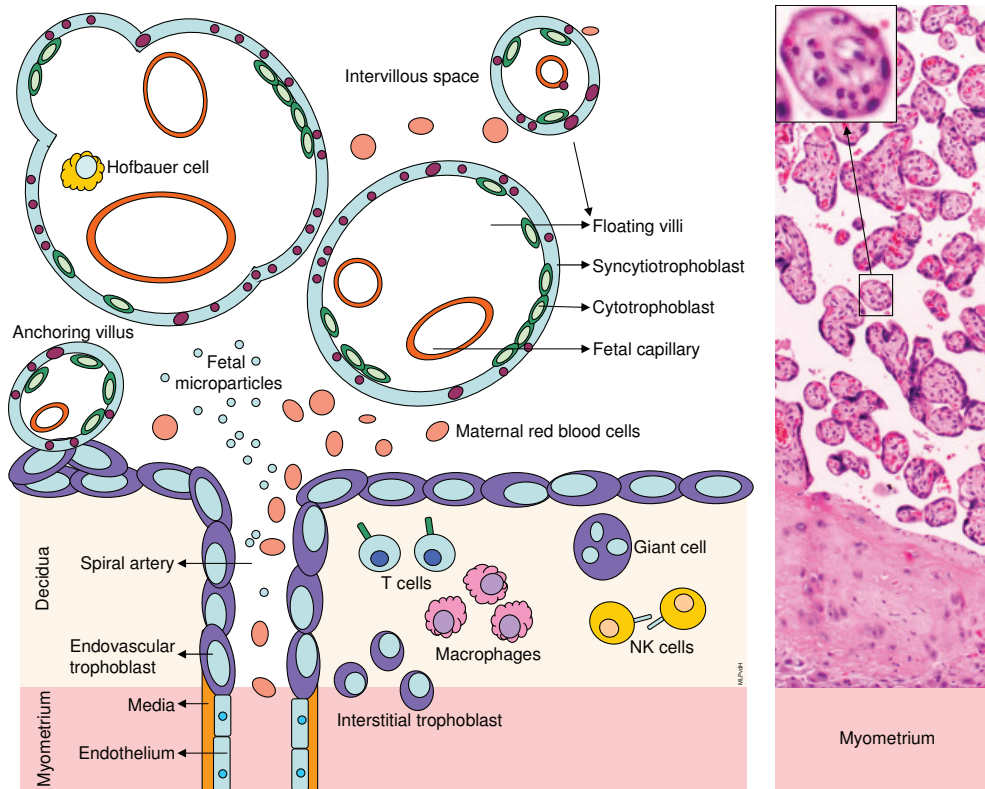 Intervillous space
Hofbauer cell
Floating villi
Syncytiotrophoblast
Cytotrophoblast
Fetal capillary
Anchoring villus
Fetal
microparticles
Maternal red blood cells
Decidua
Spiral artery
T cells
Giant cell
Macrophages
NK cells
Endovascular
trophoblast
MLPvdH
Myometrium
Media
Interstitial trophoblast
Endothelium
Myometrium